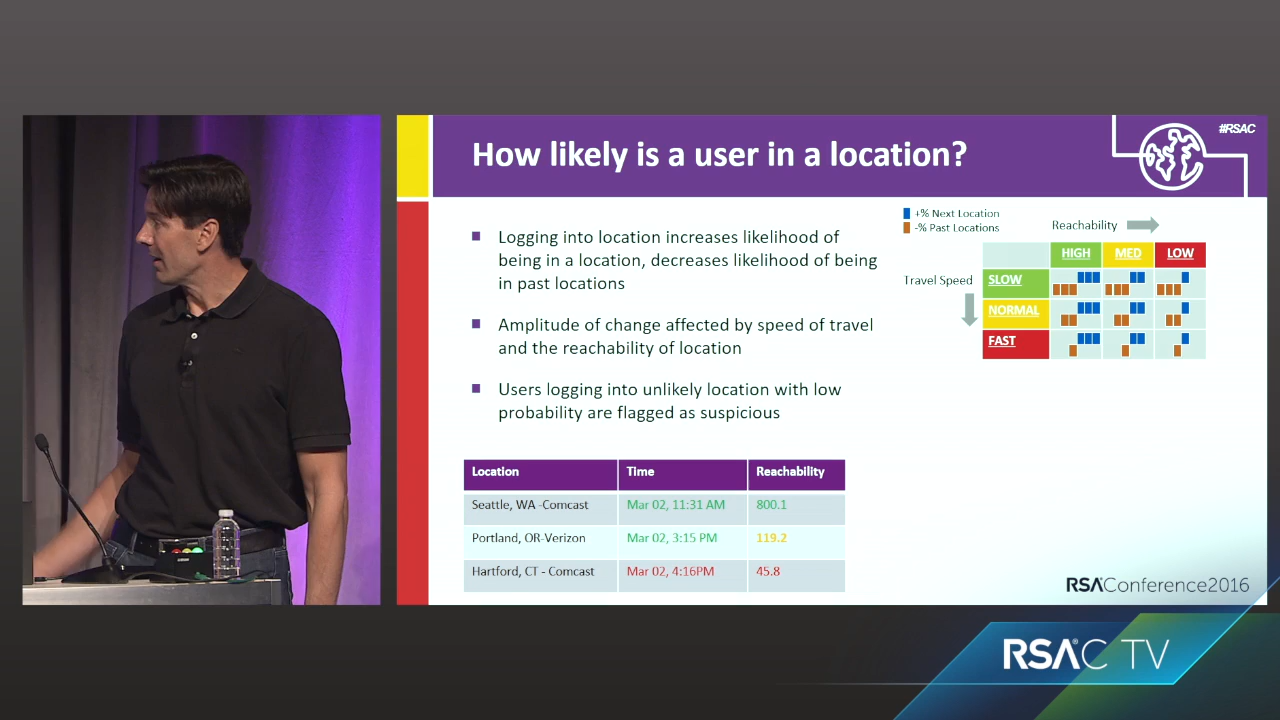 #RSAC
How likely is a user in a location?
Logging into location increases likelihood of
being in a location, decreases likelihood of being
in past locations
Amplitude of change affected by speed of travel
and the reachability of location
Users logging into unlikely location with low
probability are flagged as suspicious
+% Next Location
-% Past Locations
Reachability
HIGH MED LOW
Travel Speed
SLOW
NORMAL
FAST
Location Time Reachability
Seattle, WA -Comcast Mar 02, 11:31 AM 800.1
Portland, OR-Verizon Mar 02, 3:15 PM 119.2
Hartford, CT - Comcast Mar 02, 4:16PM 45.8
RSAConference2016
RSAC TV